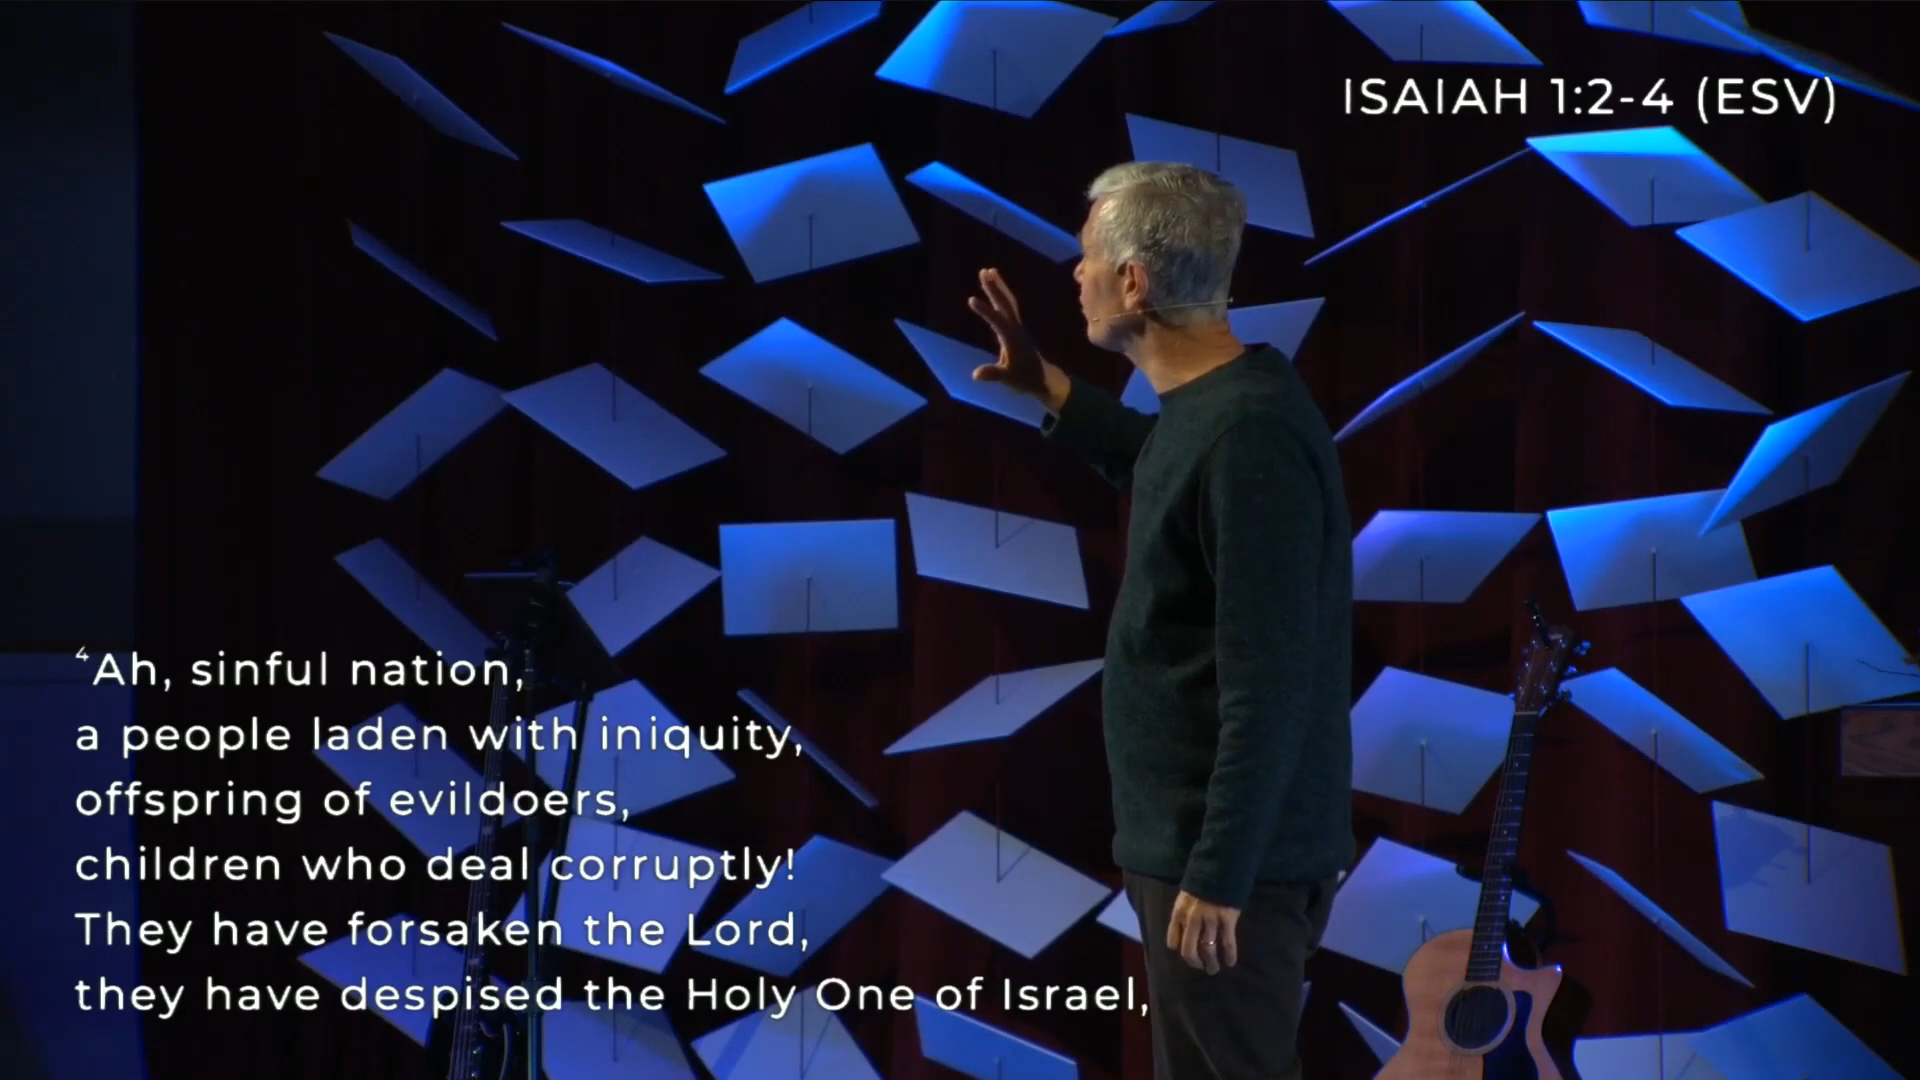 ISAIAH 1:2-4 (ESV)
⁴Ah, sinful nation,
a people laden with iniquity,
offspring of evildoers,
children who deal corruptly!
They have forsaken the Lord,
they have despised the Holy One of Israel,